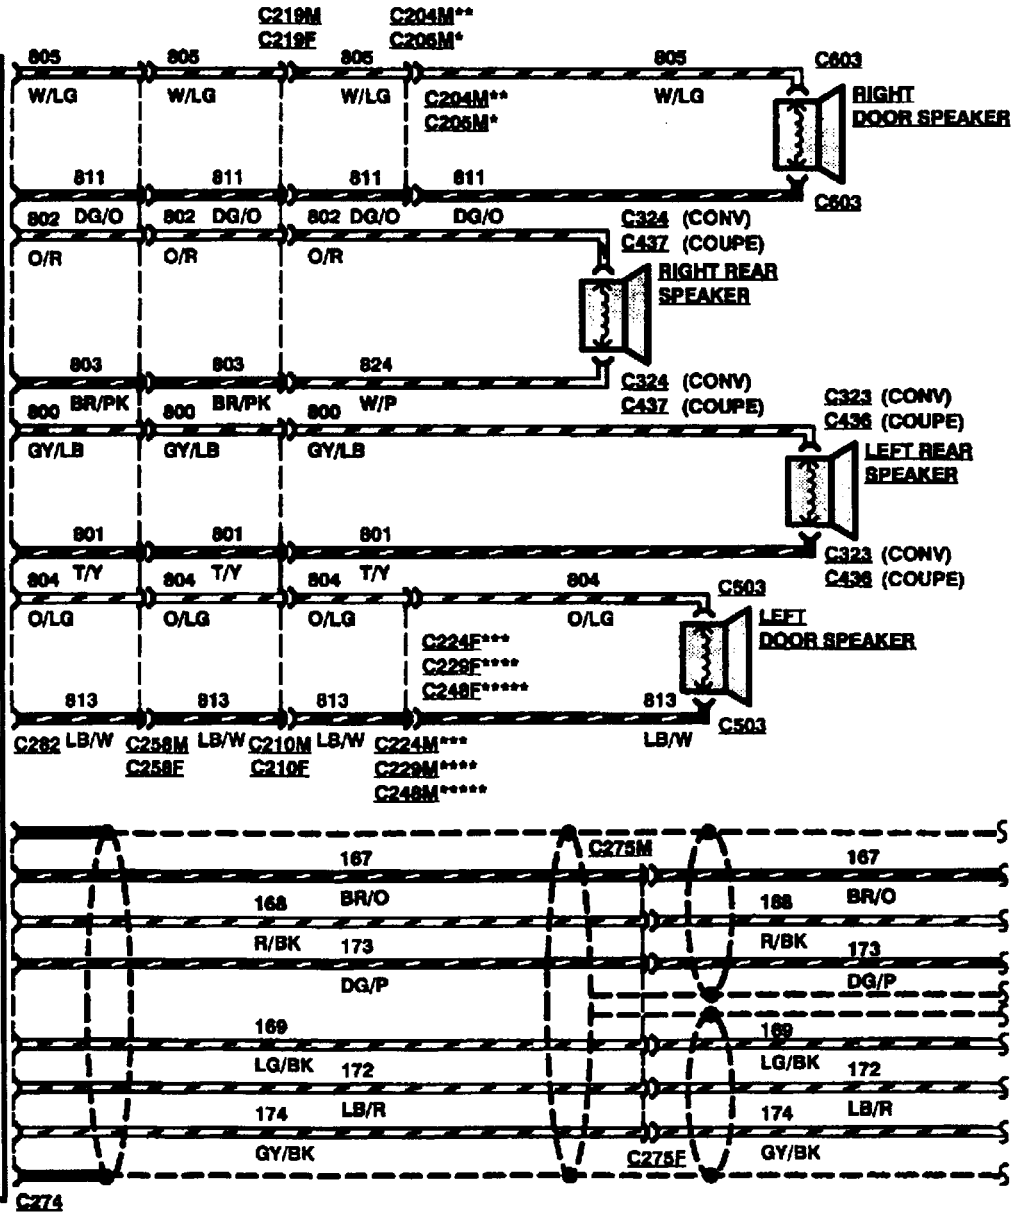 C219M C204M**
C219F C205M*
805 805 805 805 C603
W/LG W/LG W/LG C204M** W/LG RIGHT
C205M* DOOR SPEAKER
811 811 811 811
DG/O DG/O DG/O DG/O C603
802 802 802 C324 (CONV)
O/R O/R O/R C437 (COUPE)
RIGHT REAR
SPEAKER
803 803 824 C324 (CONV)
BR/PK BR/PK W/P C437 (COUPE)
C323 (CONV)
800 800 800 C436 (COUPE)
GY/LB GY/LB GY/LB LEFT REAR
SPEAKER
801 801 801 C323 (CONV)
T/Y T/Y T/Y C436 (COUPE)
804 804 804 804 C503
O/LG O/LG O/LG O/LG LEFT
DOOR SPEAKER
C224F***
C229F****
C248F*****
813 813 813 813 C503
C282 LB/W C258M LB/W C210M LB/W C224M*** LB/W
C258F C210F C229M****
C248M*****
C275M
167 167
BR/O BR/O
168 188
R/BK R/BK
173 173
DG/P DG/P
169 169
LG/BK LG/BK
172 172
LB/R LB/R
174 174
GY/BK GY/BK
C275F
C274